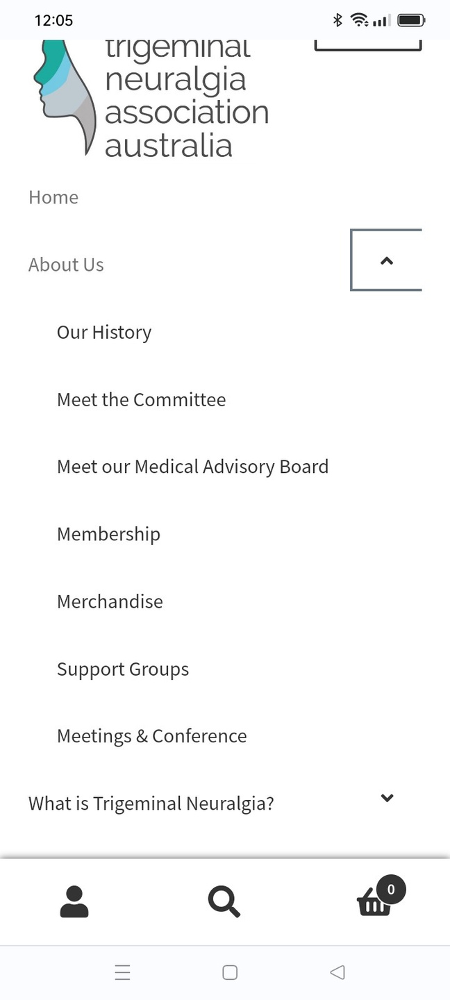 12:05
trigeminal
neuralgia
association
australia
Home
About Us
Our History
Meet the Committee
Meet our Medical Advisory Board
Membership
Merchandise
Support Groups
Meetings & Conference
What is Trigeminal Neuralgia?
0